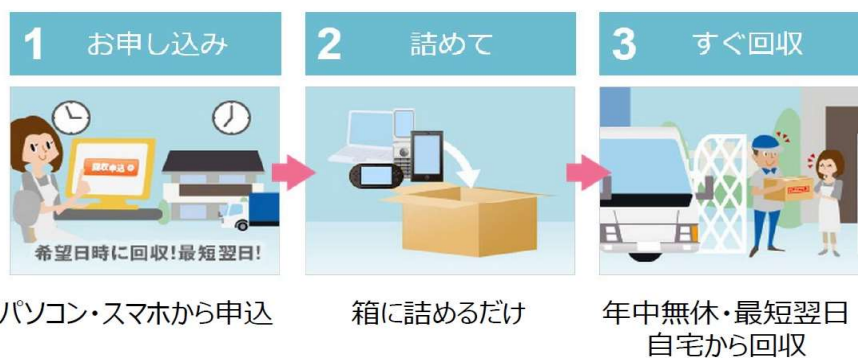 1 お申し込み
2 詰めて
3 すぐ回収
回収申込
希望日時に回収!最短翌日!
パソコン・スマホから申込
箱に詰めるだけ
年中無休・最短翌日
自宅から回収